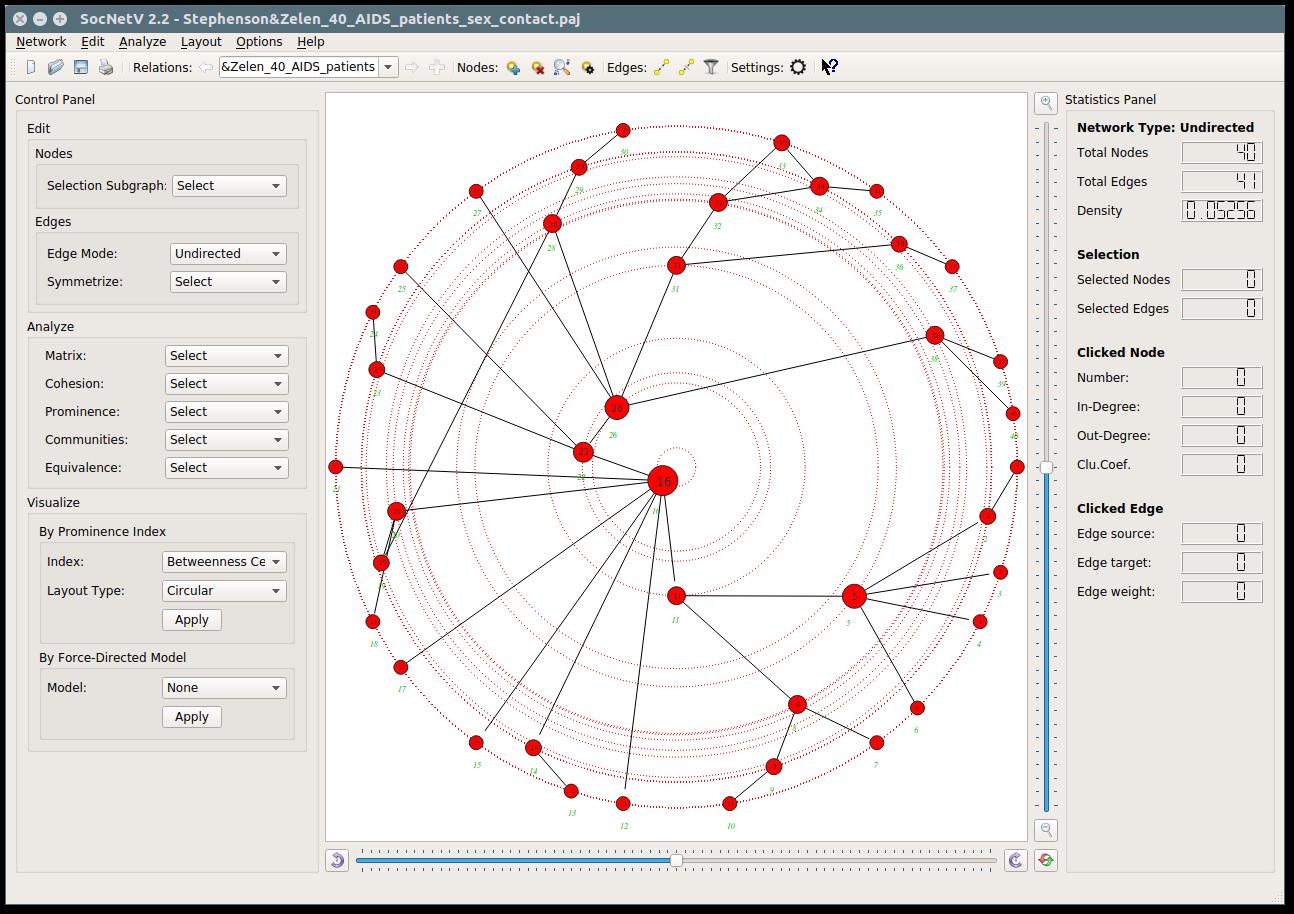 SocNetV 2.2 - Stephenson&Zelen_40_AIDS_patients_sex_contact.paj
Network Edit Analyze Layout Options Help
Relations: &Zelen_40_AIDS_patients Nodes: Edges: Settings:
Control Panel
Edit
Nodes
Selection Subgraph: Select
Edges
Edge Mode: Undirected
Symmetrize: Select
Analyze
Matrix: Select
Cohesion: Select
Prominence: Select
Communities: Select
Equivalence: Select
Visualize
By Prominence Index
Index: Betweenness Ce
Layout Type: Circular
Apply
By Force-Directed Model
Model: None
Apply
30
33
29
27
34
35
32
28
36
25
37
31
38
23
39
26
16
5
11
2
3
4
18
17
6
15
14
7
9
13
12
10
Statistics Panel
Network Type: Undirected
Total Nodes 40
Total Edges 41
Density 0.05256
Selection
Selected Nodes 0
Selected Edges 0
Clicked Node
Number: 0
In-Degree: 0
Out-Degree: 0
Clu.Coef. 0
Clicked Edge
Edge source: 0
Edge target: 0
Edge weight: 0